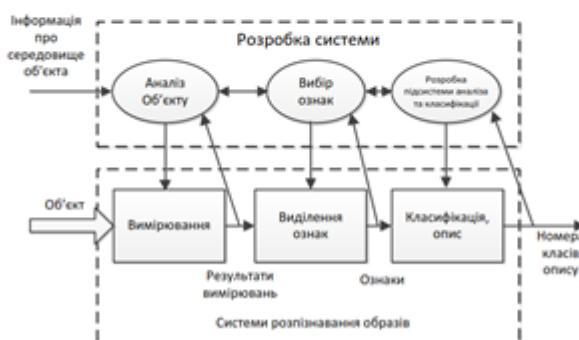 Інформація
про
середовище
об'єкта
Розробка системи
Аналіз
Об'єкту
Вибір
ознак
Розробка
підсистеми аналіза
та класифікації
Об'єкт
Вимірювання
Виділення
ознак
Класифікація,
опис
Результати
вимірювань
Ознаки
Номера
класів
опису
Системи розпізнавання образів